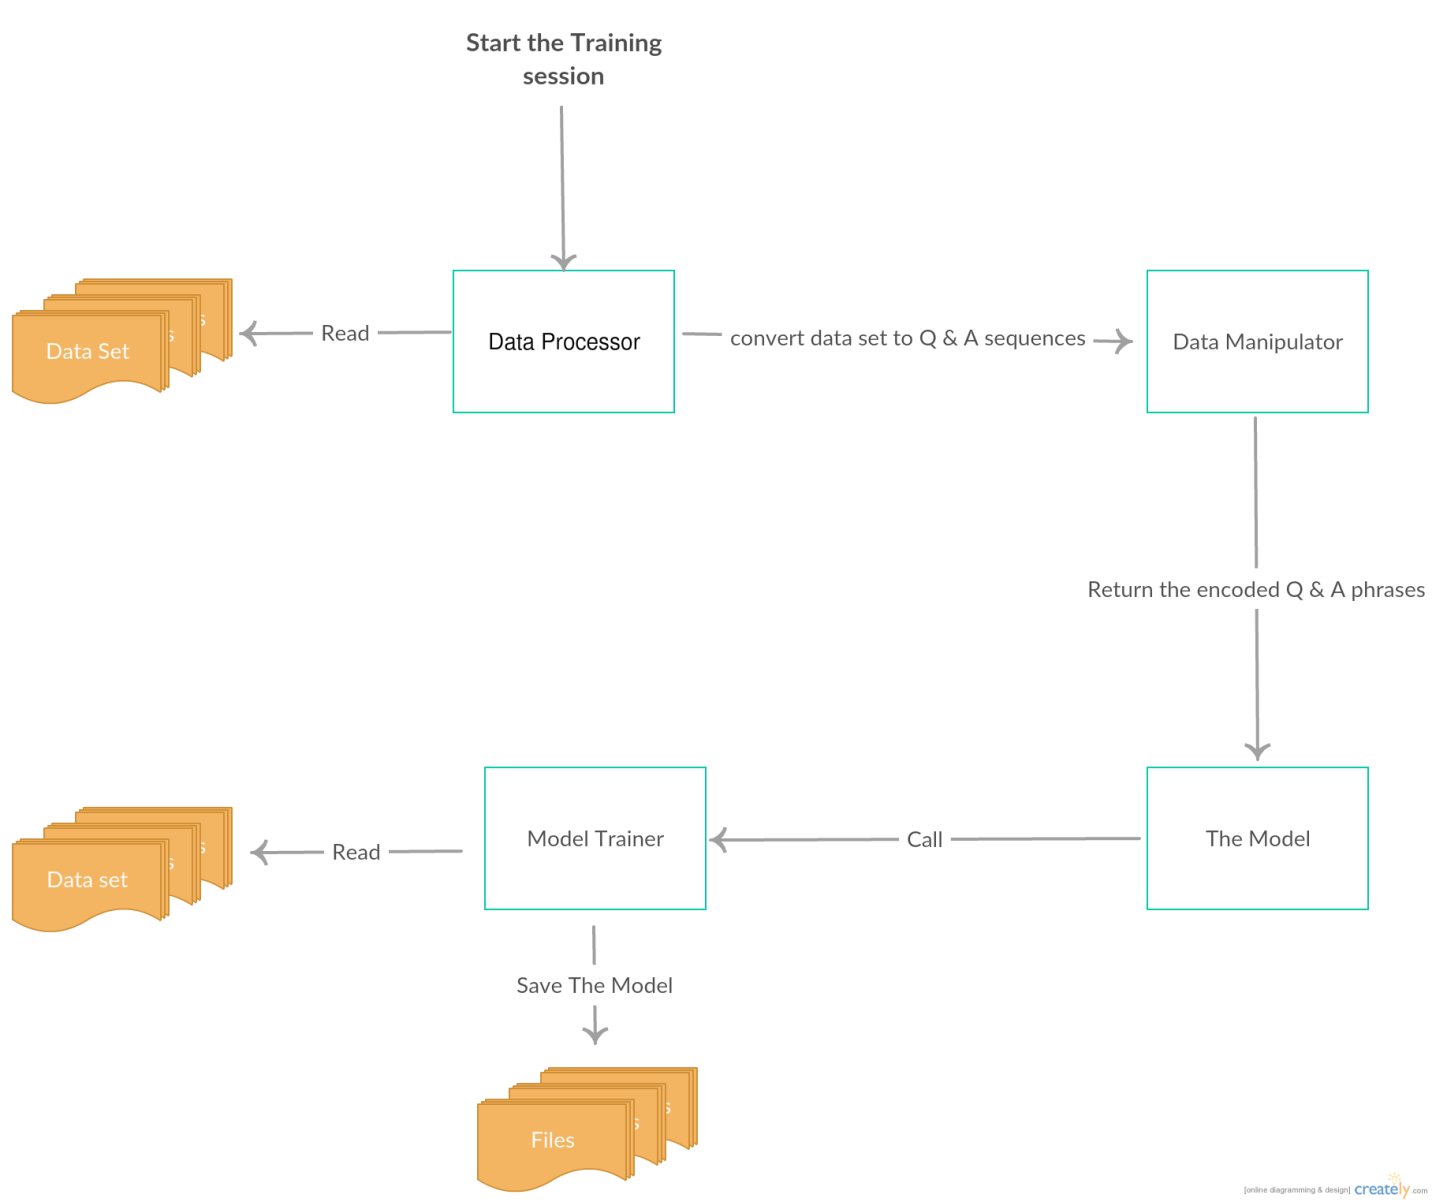 Start the Training
session
Data Set
s
s
Read
Data Processor
convert data set to Q & A sequences
Data Manipulator
Return the encoded Q & A phrases
Data set
s
s
Read
Model Trainer
Call
The Model
Save The Model
Files
s
s
[online diagramming & design] creately.com